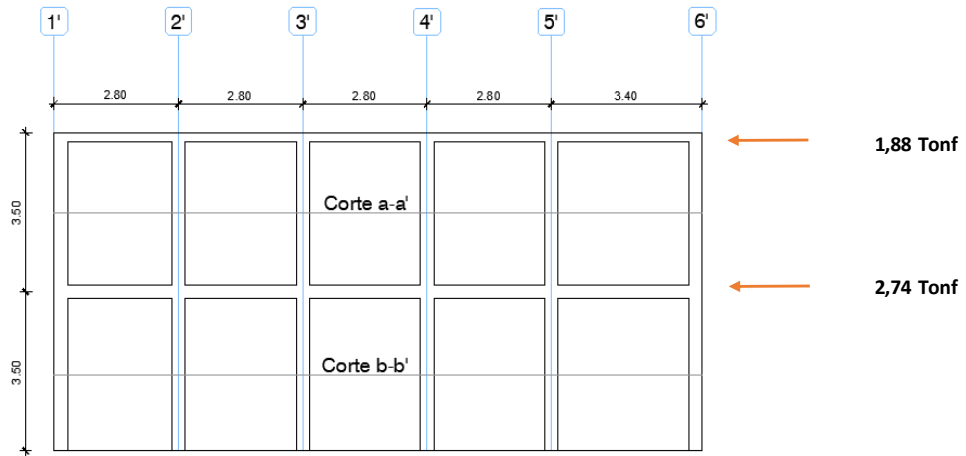 1' 2' 3' 4' 5' 6'
2.80 2.80 2.80 2.80 3.40
1,88 Tonf
3.50
Corte a-a'
2,74 Tonf
3.50
Corte b-b'